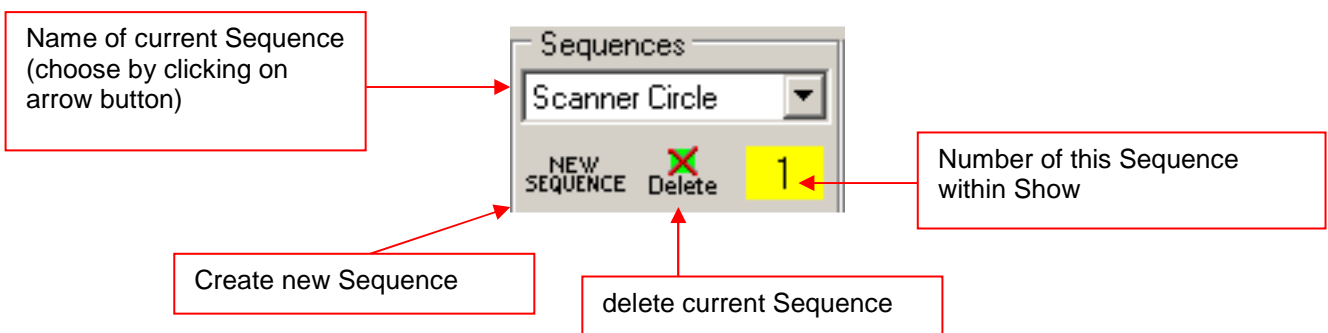 Name of current Sequence
(choose by clicking on
arrow button)
Sequences
Scanner Circle
NEW
SEQUENCE
Delete
1
Number of this Sequence
within Show
Create new Sequence
delete current Sequence